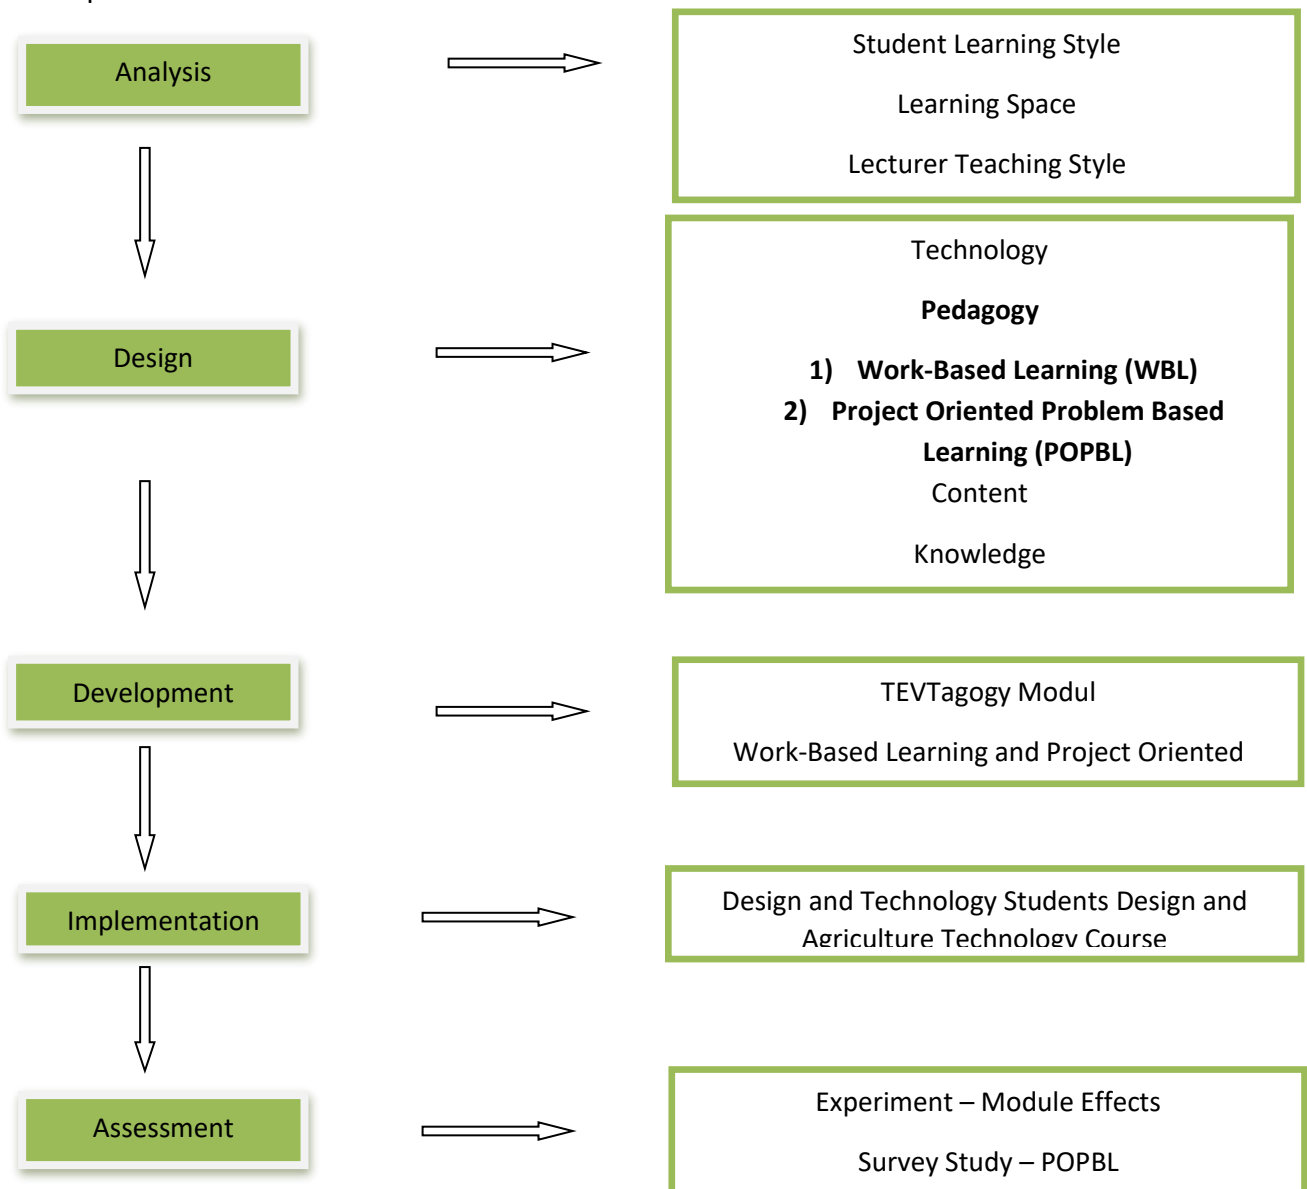 Analysis
Student Learning Style
Learning Space
Lecturer Teaching Style
Design
Technology
Pedagogy
1) Work-Based Learning (WBL)
2) Project Oriented Problem Based
Learning (POPBL)
Content
Knowledge
Development
TEVTagogy Modul
Work-Based Learning and Project Oriented
Implementation
Design and Technology Students Design and
Agriculture Technology Course
Assessment
Experiment – Module Effects
Survey Study – POPBL